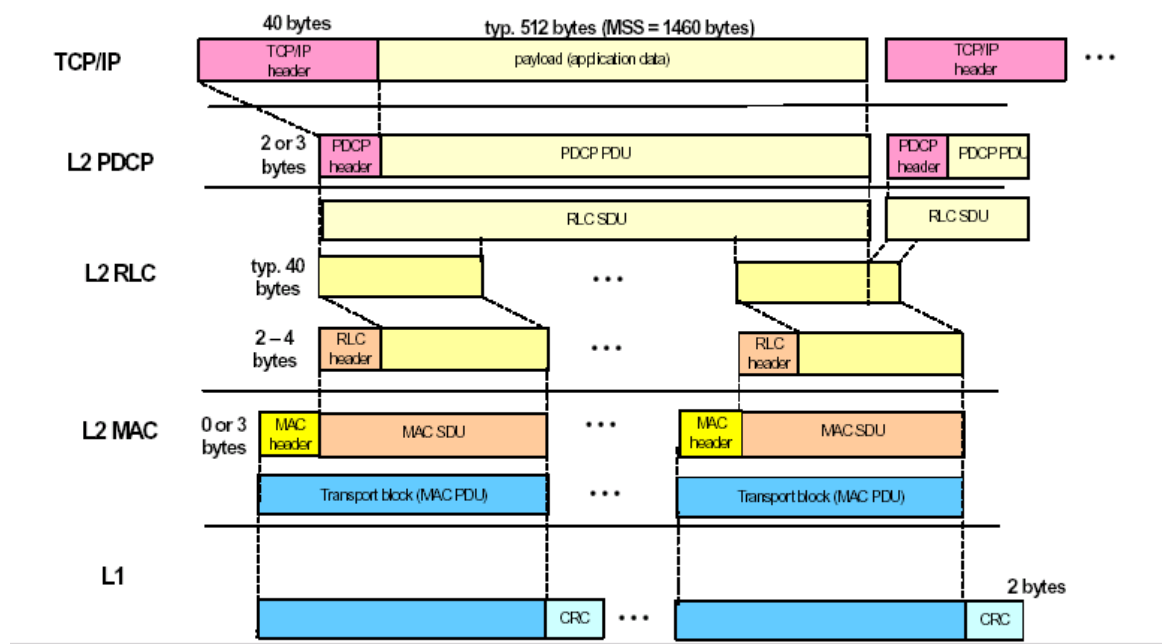 40 bytes
typ. 512 bytes (MSS = 1460 bytes)
TCP/IP
TCP/IP
header
payload (application data)
TCP/IP
header
•••
L2 PDCP
2 or 3
bytes
PDCP
header
PDCP PDU
PDCP
header
PDCP PDU
RLC SDU
RLC SDU
L2 RLC
typ. 40
bytes
•••
2 – 4
bytes
RLC
header
•••
RLC
header
L2 MAC
0 or 3
bytes
MAC
header
MAC SDU
•••
MAC
header
MAC SDU
Transport block (MAC PDU)
•••
Transport block (MAC PDU)
L1
2 bytes
CRC
•••
CRC